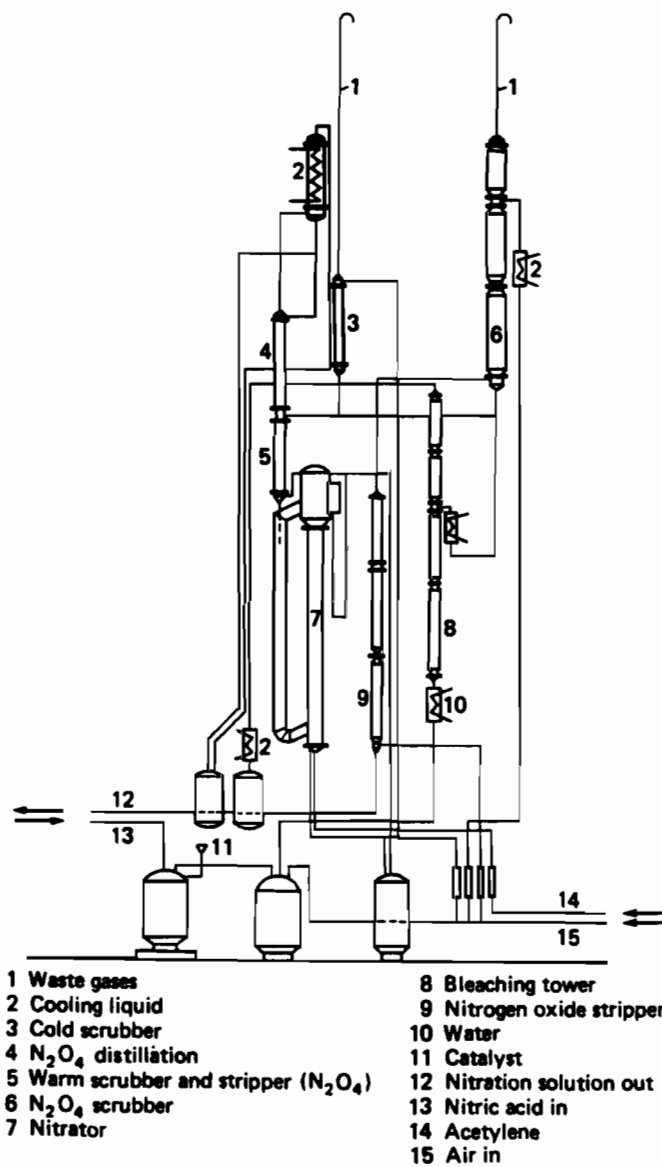 1
1
2
2
3
4
6
5
7
8
9
10
2
12
13
11
14
15
1 Waste gases
2 Cooling liquid
3 Cold scrubber
4 N₂O₄ distillation
5 Warm scrubber and stripper (N₂O₄)
6 N₂O₄ scrubber
7 Nitrator
8 Bleaching tower
9 Nitrogen oxide stripper
10 Water
11 Catalyst
12 Nitration solution out
13 Nitric acid in
14 Acetylene
15 Air in